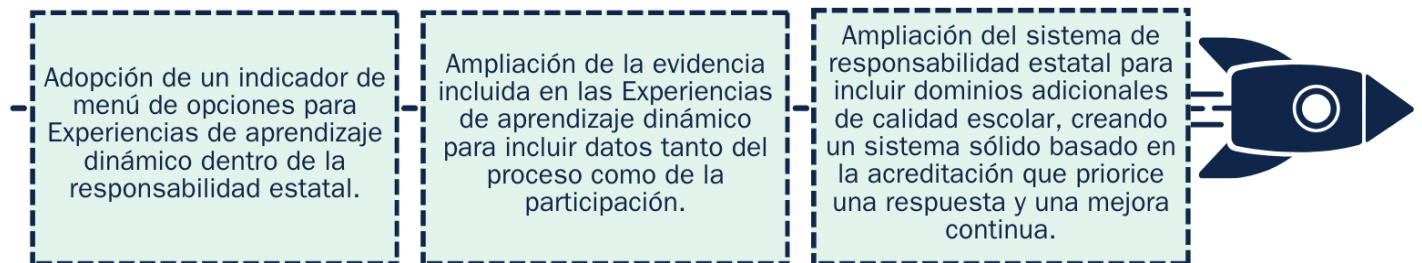 Adopción de un indicador de
menú de opciones para
Experiencias de aprendizaje
dinámico dentro de la
responsabilidad estatal.
Ampliación de la evidencia
incluida en las Experiencias
de aprendizaje dinámico
para incluir datos tanto del
proceso como de la
participación.
Ampliación del sistema de
responsabilidad estatal para
incluir dominios adicionales
de calidad escolar, creando
un sistema sólido basado en
la acreditación que priorice
una respuesta y una mejora
continua.